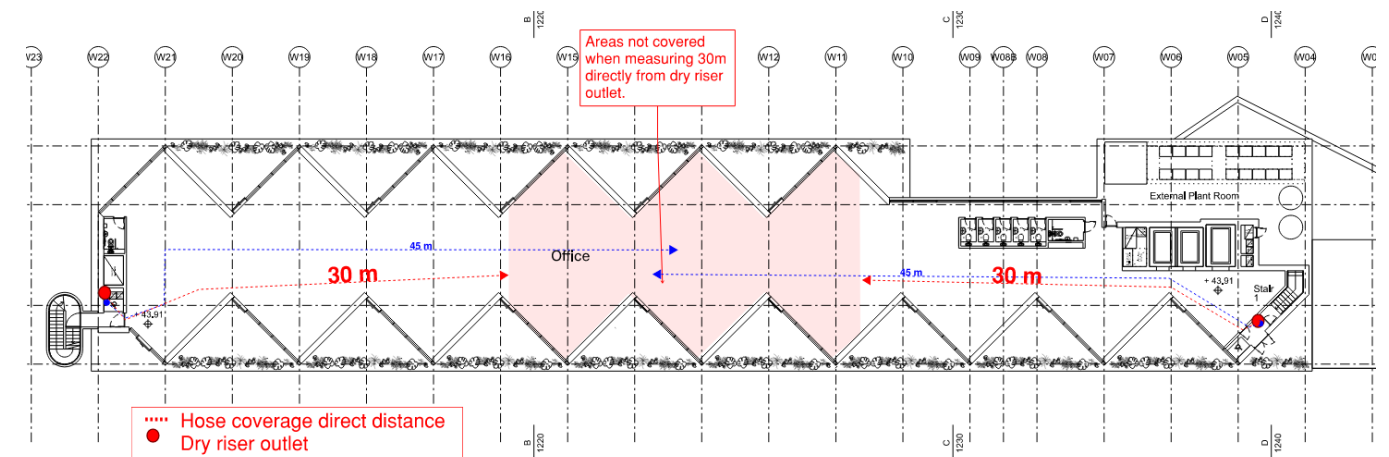 B
1220
C
1230
D
1240
W23
W22
W21
W20
W19
W18
W17
W16
W15
W12
W11
W10
W09
W08B
W08
W07
W06
W05
W04
Areas not covered
when measuring 30m
directly from dry riser
outlet.
External Plant Room
45 m
Office
30 m
45 m
30 m
+ 43,91
Stair
1
+ 43,91
Hose coverage direct distance
Dry riser outlet
B
1220
C
1230
D
1240